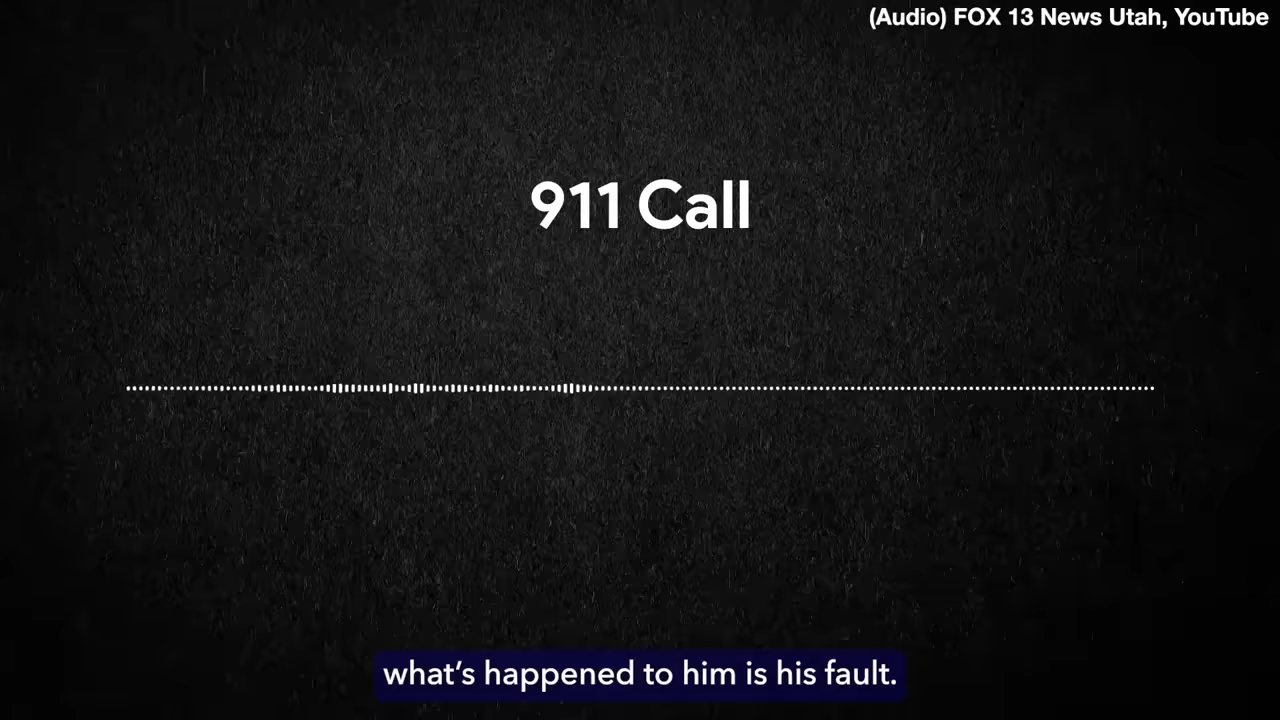 (Audio) FOX 13 News Utah, YouTube
911 Call
what's happened to him is his fault.